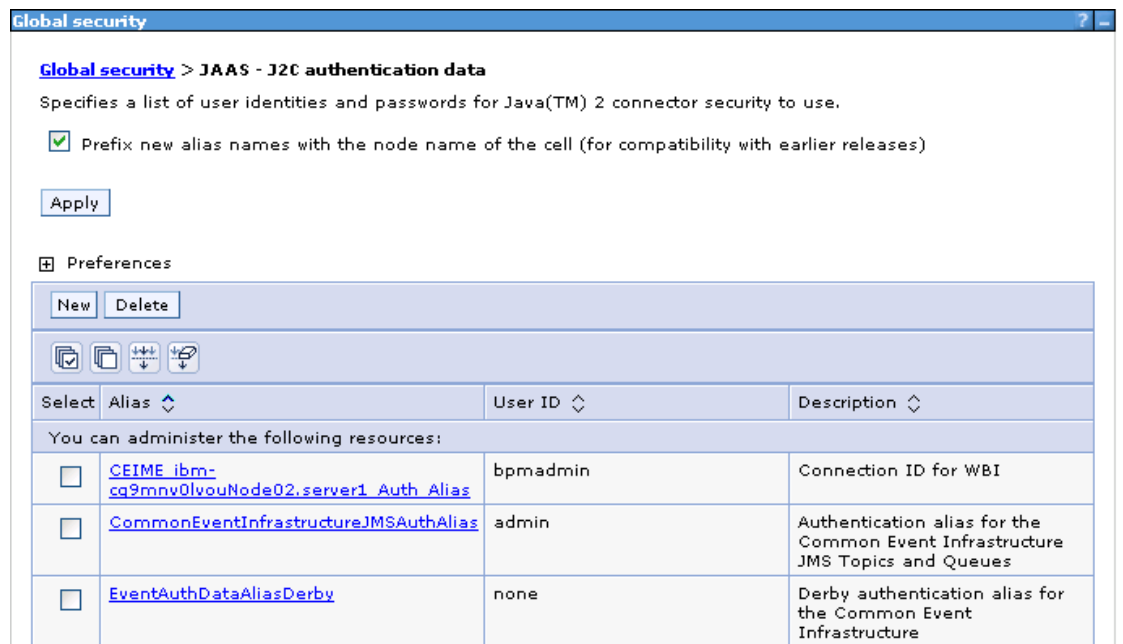 Global security
? _
Global security > JAAS - J2C authentication data
Specifies a list of user identities and passwords for Java(TM) 2 connector security to use.
Prefix new alias names with the node name of the cell (for compatibility with earlier releases)
Apply
Preferences
New Delete
Select Alias User ID Description
You can administer the following resources:
CEIME_ibm- bpmadmin Connection ID for WBI
cq9mnv0lvouNode02.server1_Auth_Alias
CommonEventInfrastructureJMSAuthAlias admin Authentication alias for the
Common Event Infrastructure
JMS Topics and Queues
EventAuthDataAliasDerby none Derby authentication alias for
the Common Event
Infrastructure